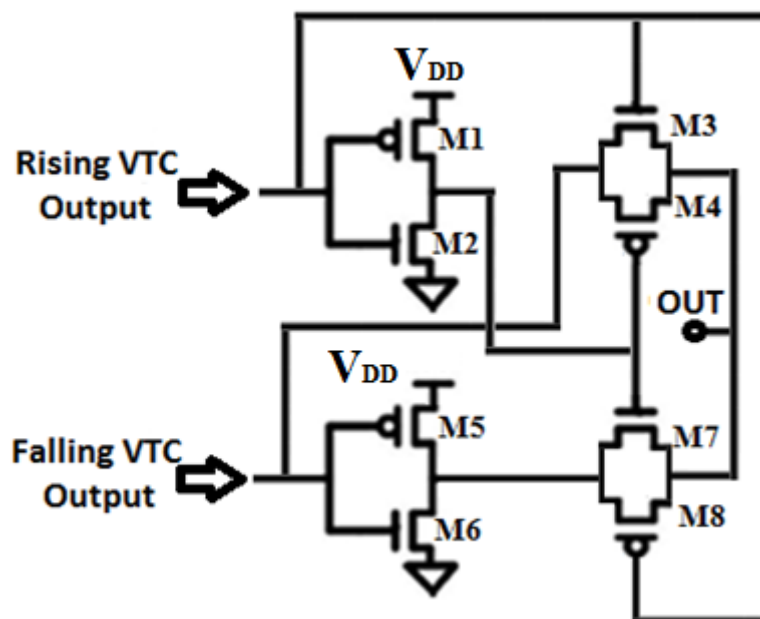 VDD
M1
M3
Rising VTC
Output
M2
M4
OUT
VDD
M5
M7
Falling VTC
Output
M6
M8